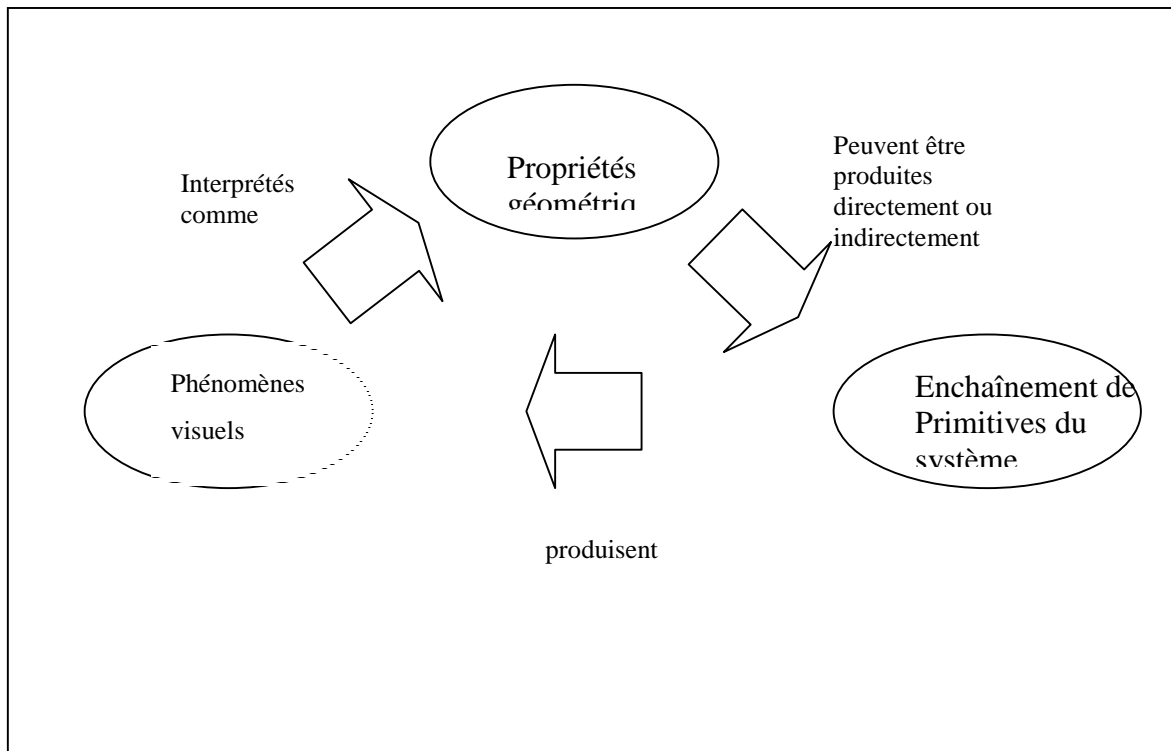 Propriétés
géométriq
Peuvent être
produites
directement ou
indirectement
Interprétés
comme
Phénomènes
visuels
Enchaînement de
Primitives du
système
produisent